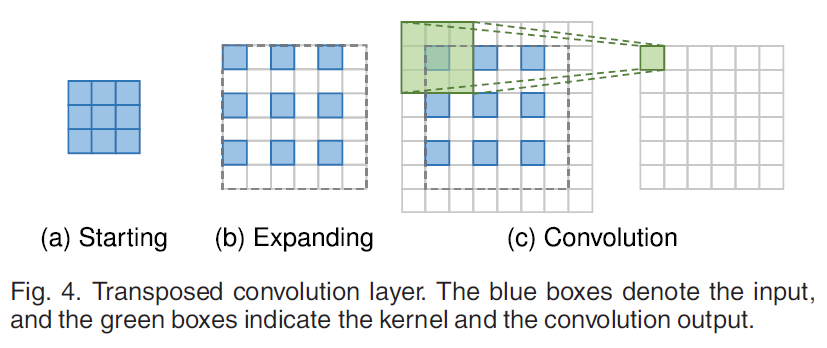 (a) Starting
(b) Expanding
(c) Convolution
Fig. 4. Transposed convolution layer. The blue boxes denote the input,
and the green boxes indicate the kernel and the convolution output.